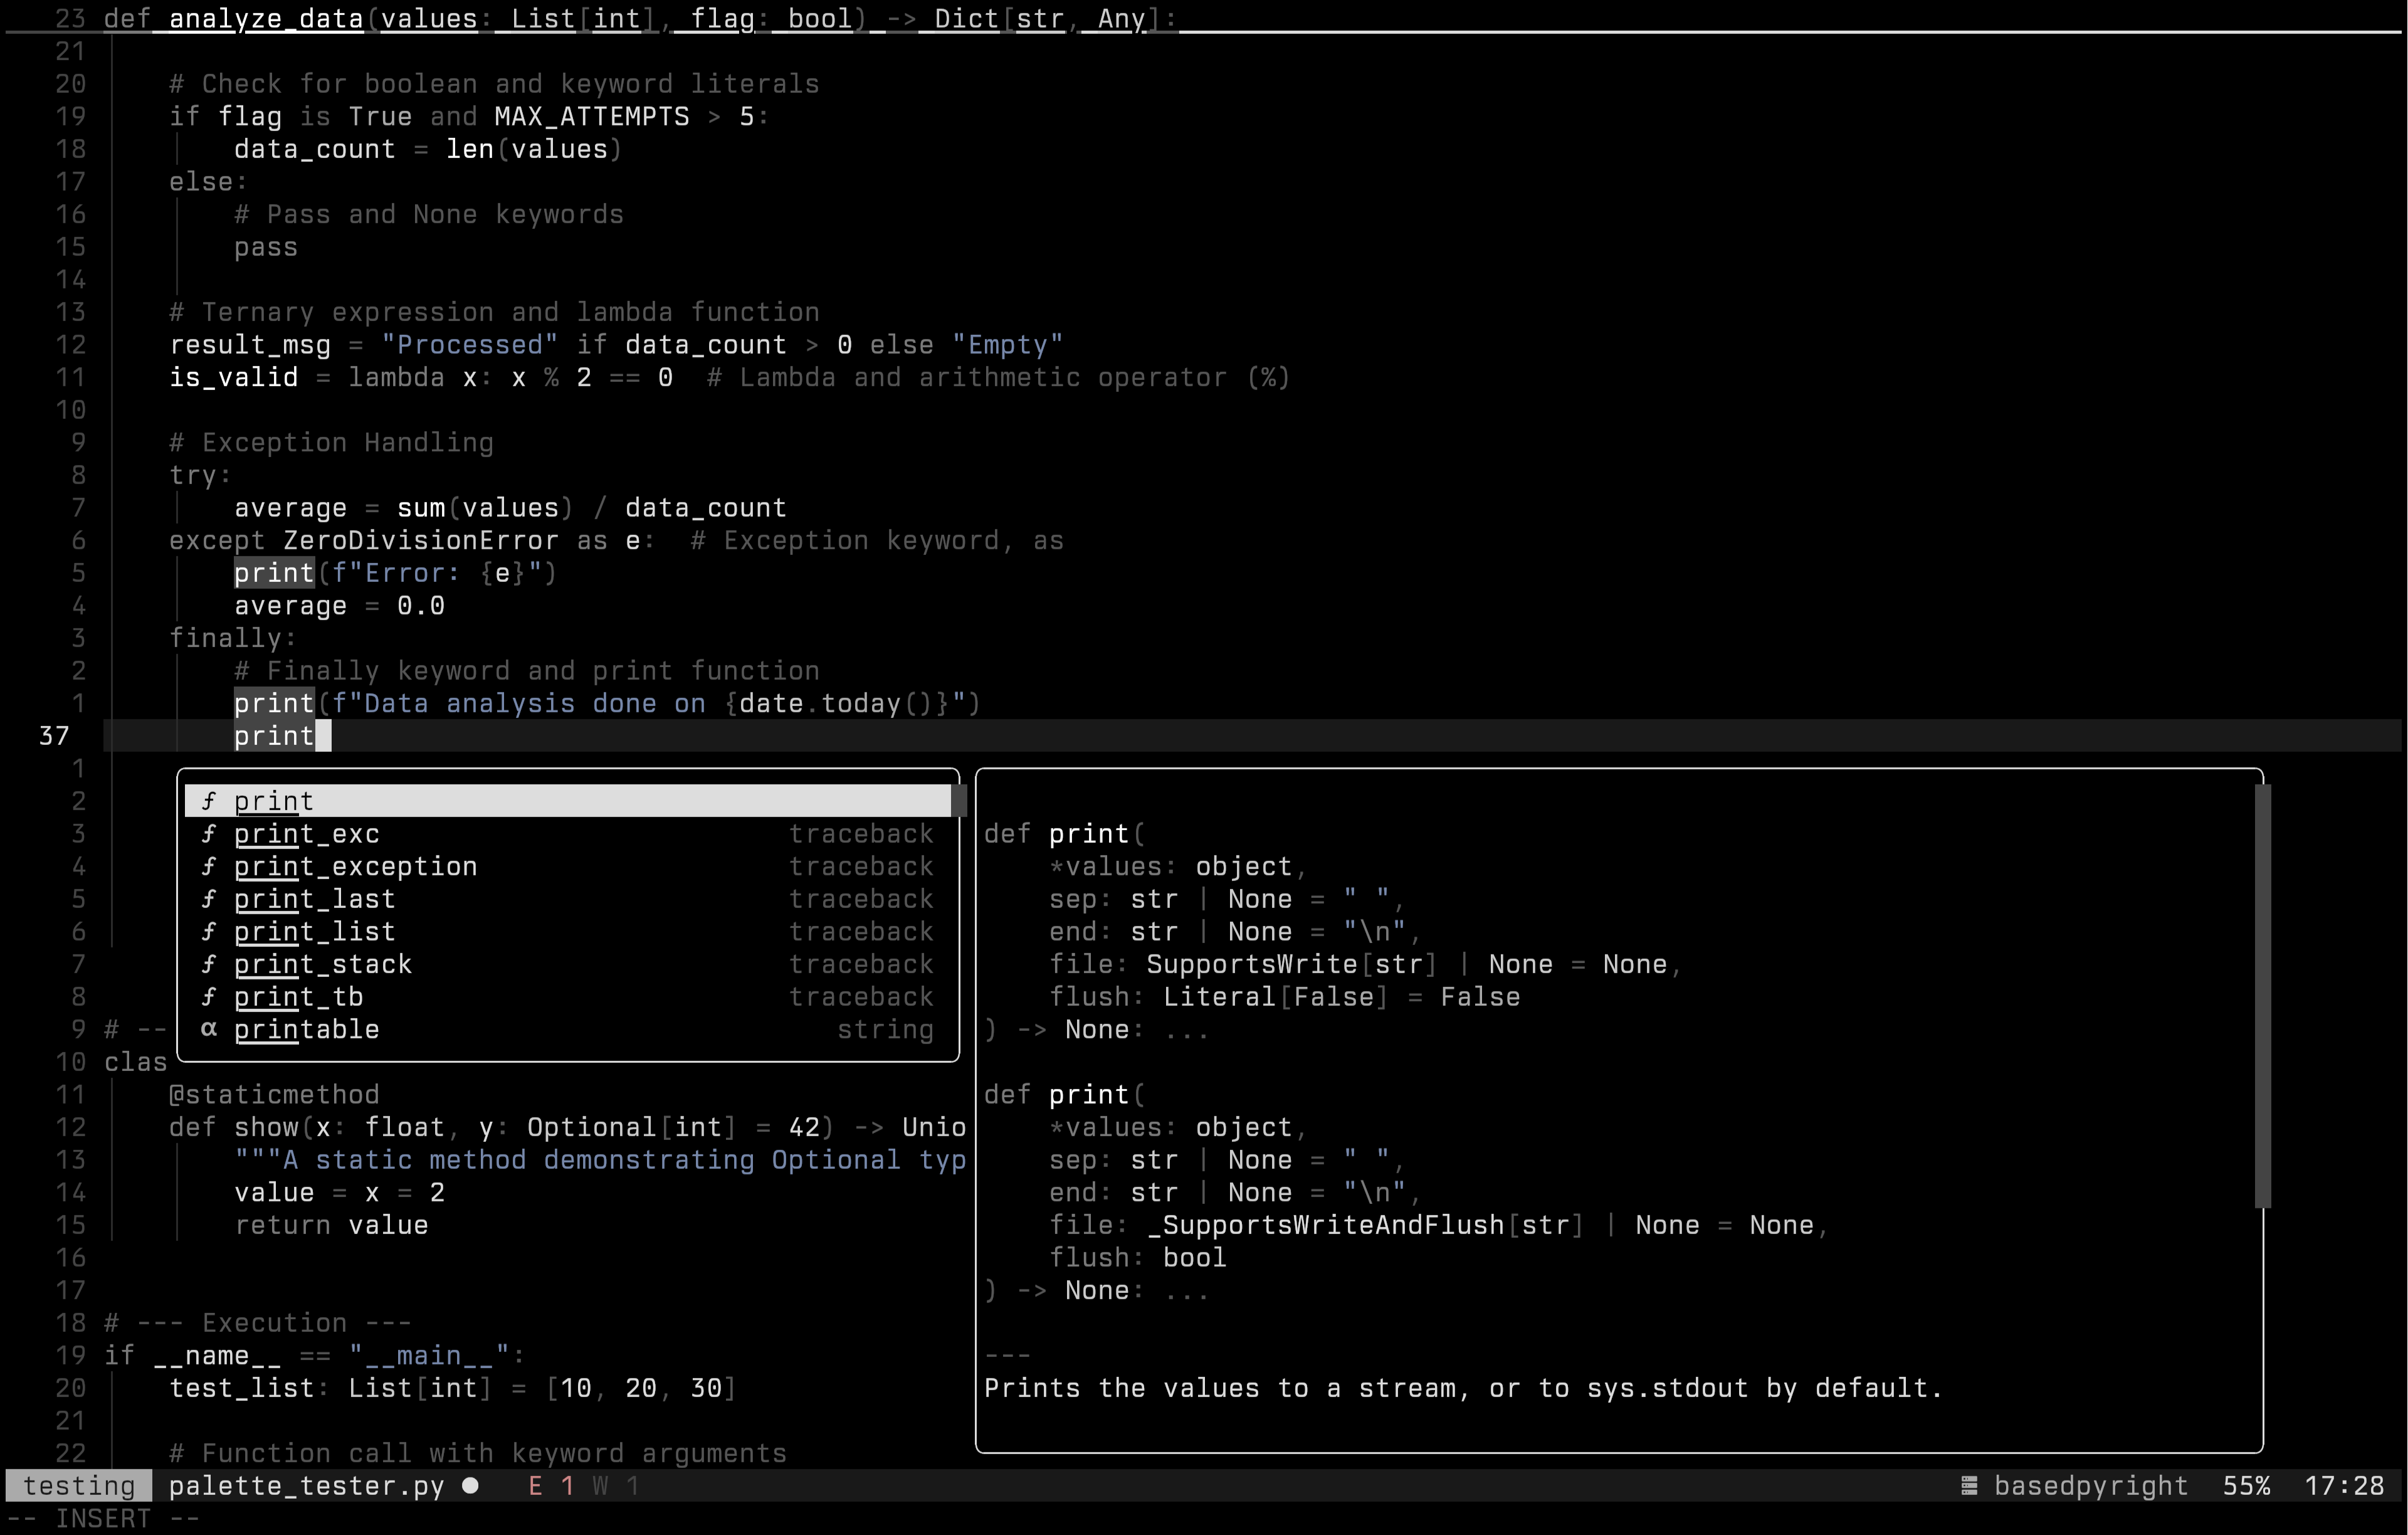 23 def analyze_data(values: List[int], flag: bool) -> Dict[str, Any]:
21
20     # Check for boolean and keyword literals
19     if flag is True and MAX_ATTEMPTS > 5:
18         data_count = len(values)
17     else:
16         # Pass and None keywords
15         pass
14
13     # Ternary expression and lambda function
12     result_msg = "Processed" if data_count > 0 else "Empty"
11     is_valid = lambda x: x % 2 == 0  # Lambda and arithmetic operator (%)
10
9     # Exception Handling
8     try:
7         average = sum(values) / data_count
6     except ZeroDivisionError as e:  # Exception keyword, as
5         print(f"Error: {e}")
4         average = 0.0
3     finally:
2         # Finally keyword and print function
1         print(f"Data analysis done on {date.today()}")
37         print
1
2
3
4
5
6
7
8
9 # --
10 clas
ƒ print
ƒ print_exc traceback
ƒ print_exception traceback
ƒ print_last traceback
ƒ print_list traceback
ƒ print_stack traceback
ƒ print_tb traceback
α printable string
def print(
    *values: object,
    sep: str | None = " ",
    end: str | None = "\n",
    file: SupportsWrite[str] | None = None,
    flush: Literal[False] = False
) -> None: ...
def print(
    *values: object,
    sep: str | None = " ",
    end: str | None = "\n",
    file: _SupportsWriteAndFlush[str] | None = None,
    flush: bool
) -> None: ...
---
Prints the values to a stream, or to sys.stdout by default.
11     @staticmethod
12     def show(x: float, y: Optional[int] = 42) -> Unio
13         """A static method demonstrating Optional typ
14         value = x = 2
15         return value
16
17
18 # --- Execution ---
19 if __name__ == "__main__":
20     test_list: List[int] = [10, 20, 30]
21
22     # Function call with keyword arguments
testing palette_tester.py ● E 1 W 1 basedpyright 55% 17:28
-- INSERT --